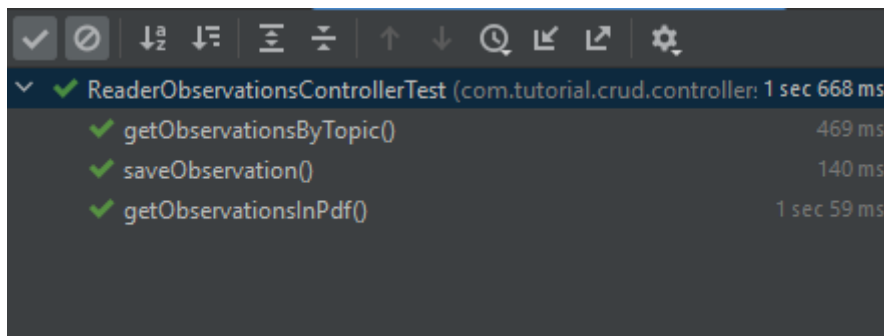 ReaderObservationsControllerTest (com.tutorial.crud.controller: 1 sec 668 ms
getObservationsByTopic() 469 ms
saveObservation() 140 ms
getObservationsInPdf() 1 sec 59 ms